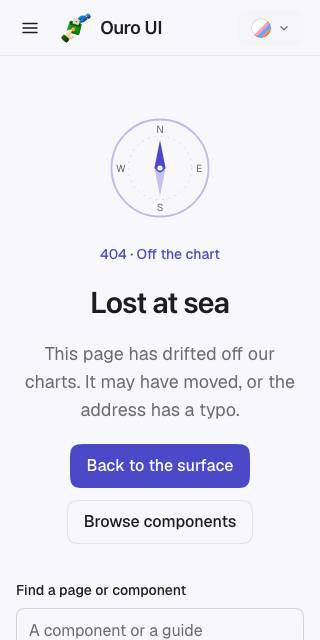 Ouro UI
N
W
E
S
404 · Off the chart
Lost at sea
This page has drifted off our
charts. It may have moved, or the
address has a typo.
Back to the surface
Browse components
Find a page or component
A component or a guide